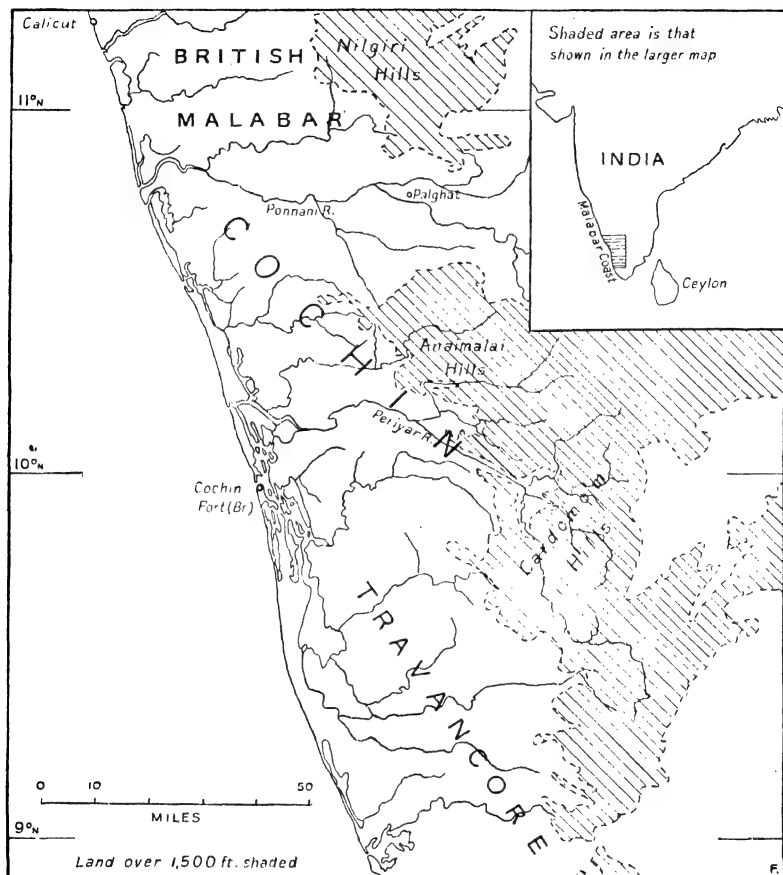 Calicut
BRITISH
MALABAR
Nilgiri
Hills
Shaded area is that
shown in the larger map
INDIA
Malabar Coast
Ceylon
11°N
Palghat
Ponnani R.
COCHIN
Anaimalai
Hills
Periyar R.
10°N
Cochin
Fort (Br)
Cardomom
Hills
TRAVANCORE
0 10 50
MILES
9°N
Land over 1,500 ft. shaded
F.